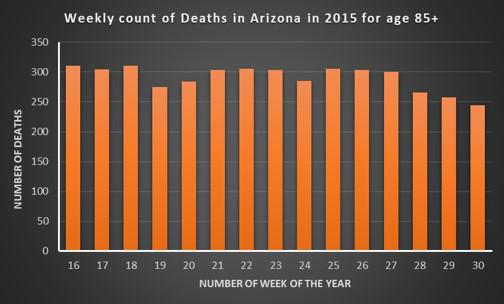 Weekly count of Deaths in Arizona in 2015 for age 85+
350
300
250
200
150
100
50
0
NUMBER OF DEATHS
16 17 18 19 20 21 22 23 24 25 26 27 28 29 30
NUMBER OF WEEK OF THE YEAR